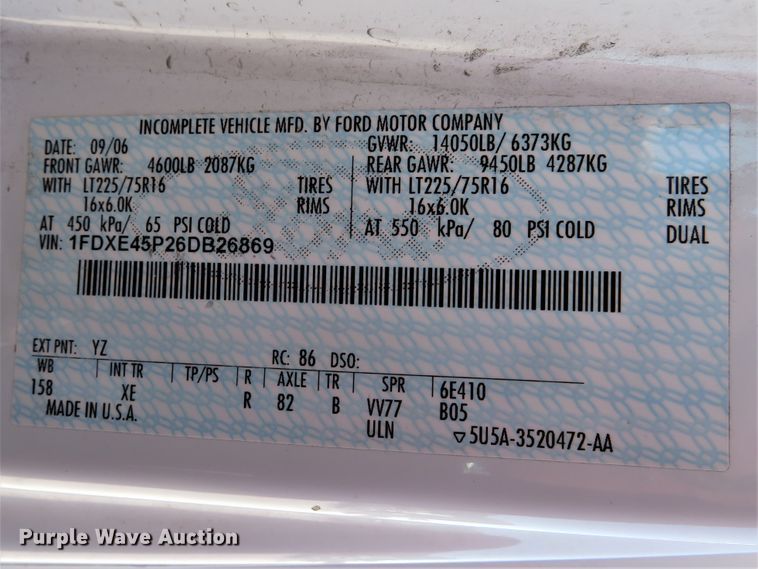 INCOMPLETE VEHICLE MFD. BY FORD MOTOR COMPANY
DATE: 09/06 GVWR: 14050LB/ 6373KG
FRONT GAWR: 4600LB 2087KG REAR GAWR: 9450LB 4287KG
WITH LT225/75R16 TIRES WITH LT225/75R16 TIRES
16x6.0K RIMS 16x6.0K RIMS
AT 450 kPa/ 65 PSI COLD AT 550 kPa/ 80 PSI COLD DUAL
VIN: 1FDXE45P26DB26869
EXT PNT: YZ RC: 86 DSO:
WB INT TR TP/PS R AXLE TR SPR 6E410
158 XE R 82 B VV77 B05
MADE IN U.S.A. ULN ▽5U5A-3520472-AA
Purple Wave Auction